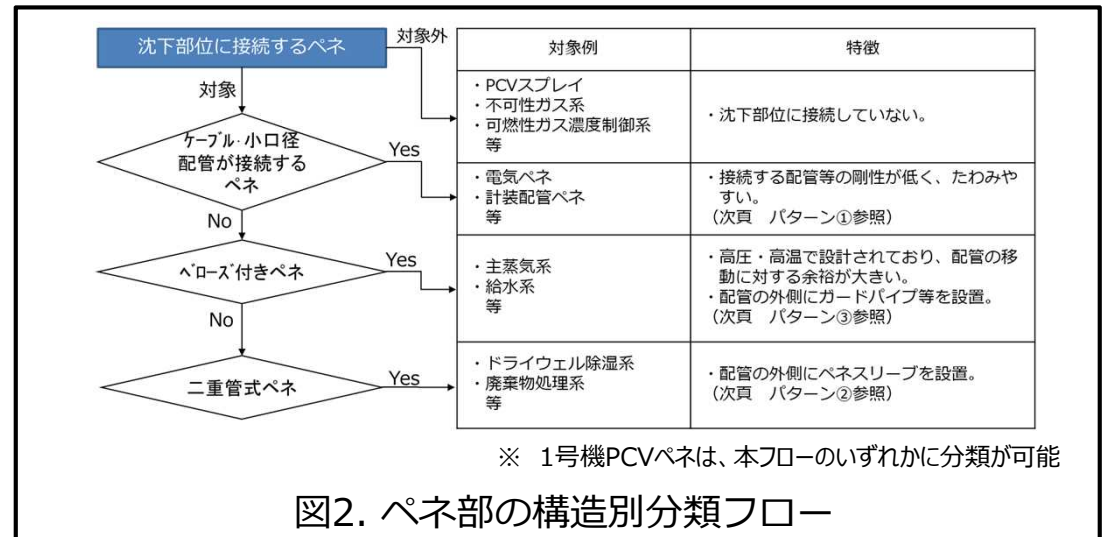 沈下部位に接続するペネ
対象外
対象
ケーブル・小口径
配管が接続する
ペネ
Yes
No
ベローズ付きペネ
Yes
No
二重管式ペネ
Yes
対象例
特徴
・PCVスプレイ
・不可性ガス系
・可燃性ガス濃度制御系
等
・沈下部位に接続していない。
・電気ペネ
・計装配管ペネ
等
・接続する配管等の剛性が低く、たわみや
すい。
（次頁　パターン①参照）
・主蒸気系
・給水系
等
・高圧・高温で設計されており、配管の移
動に対する余裕が大きい。
・配管の外側にガードパイプ等を設置。
（次頁　パターン③参照）
・ドライウェル除湿系
・廃棄物処理系
等
・配管の外側にペネスリーブを設置。
（次頁　パターン②参照）
※　1号機PCVペネは、本フローのいずれかに分類が可能
図2. ペネ部の構造別分類フロー